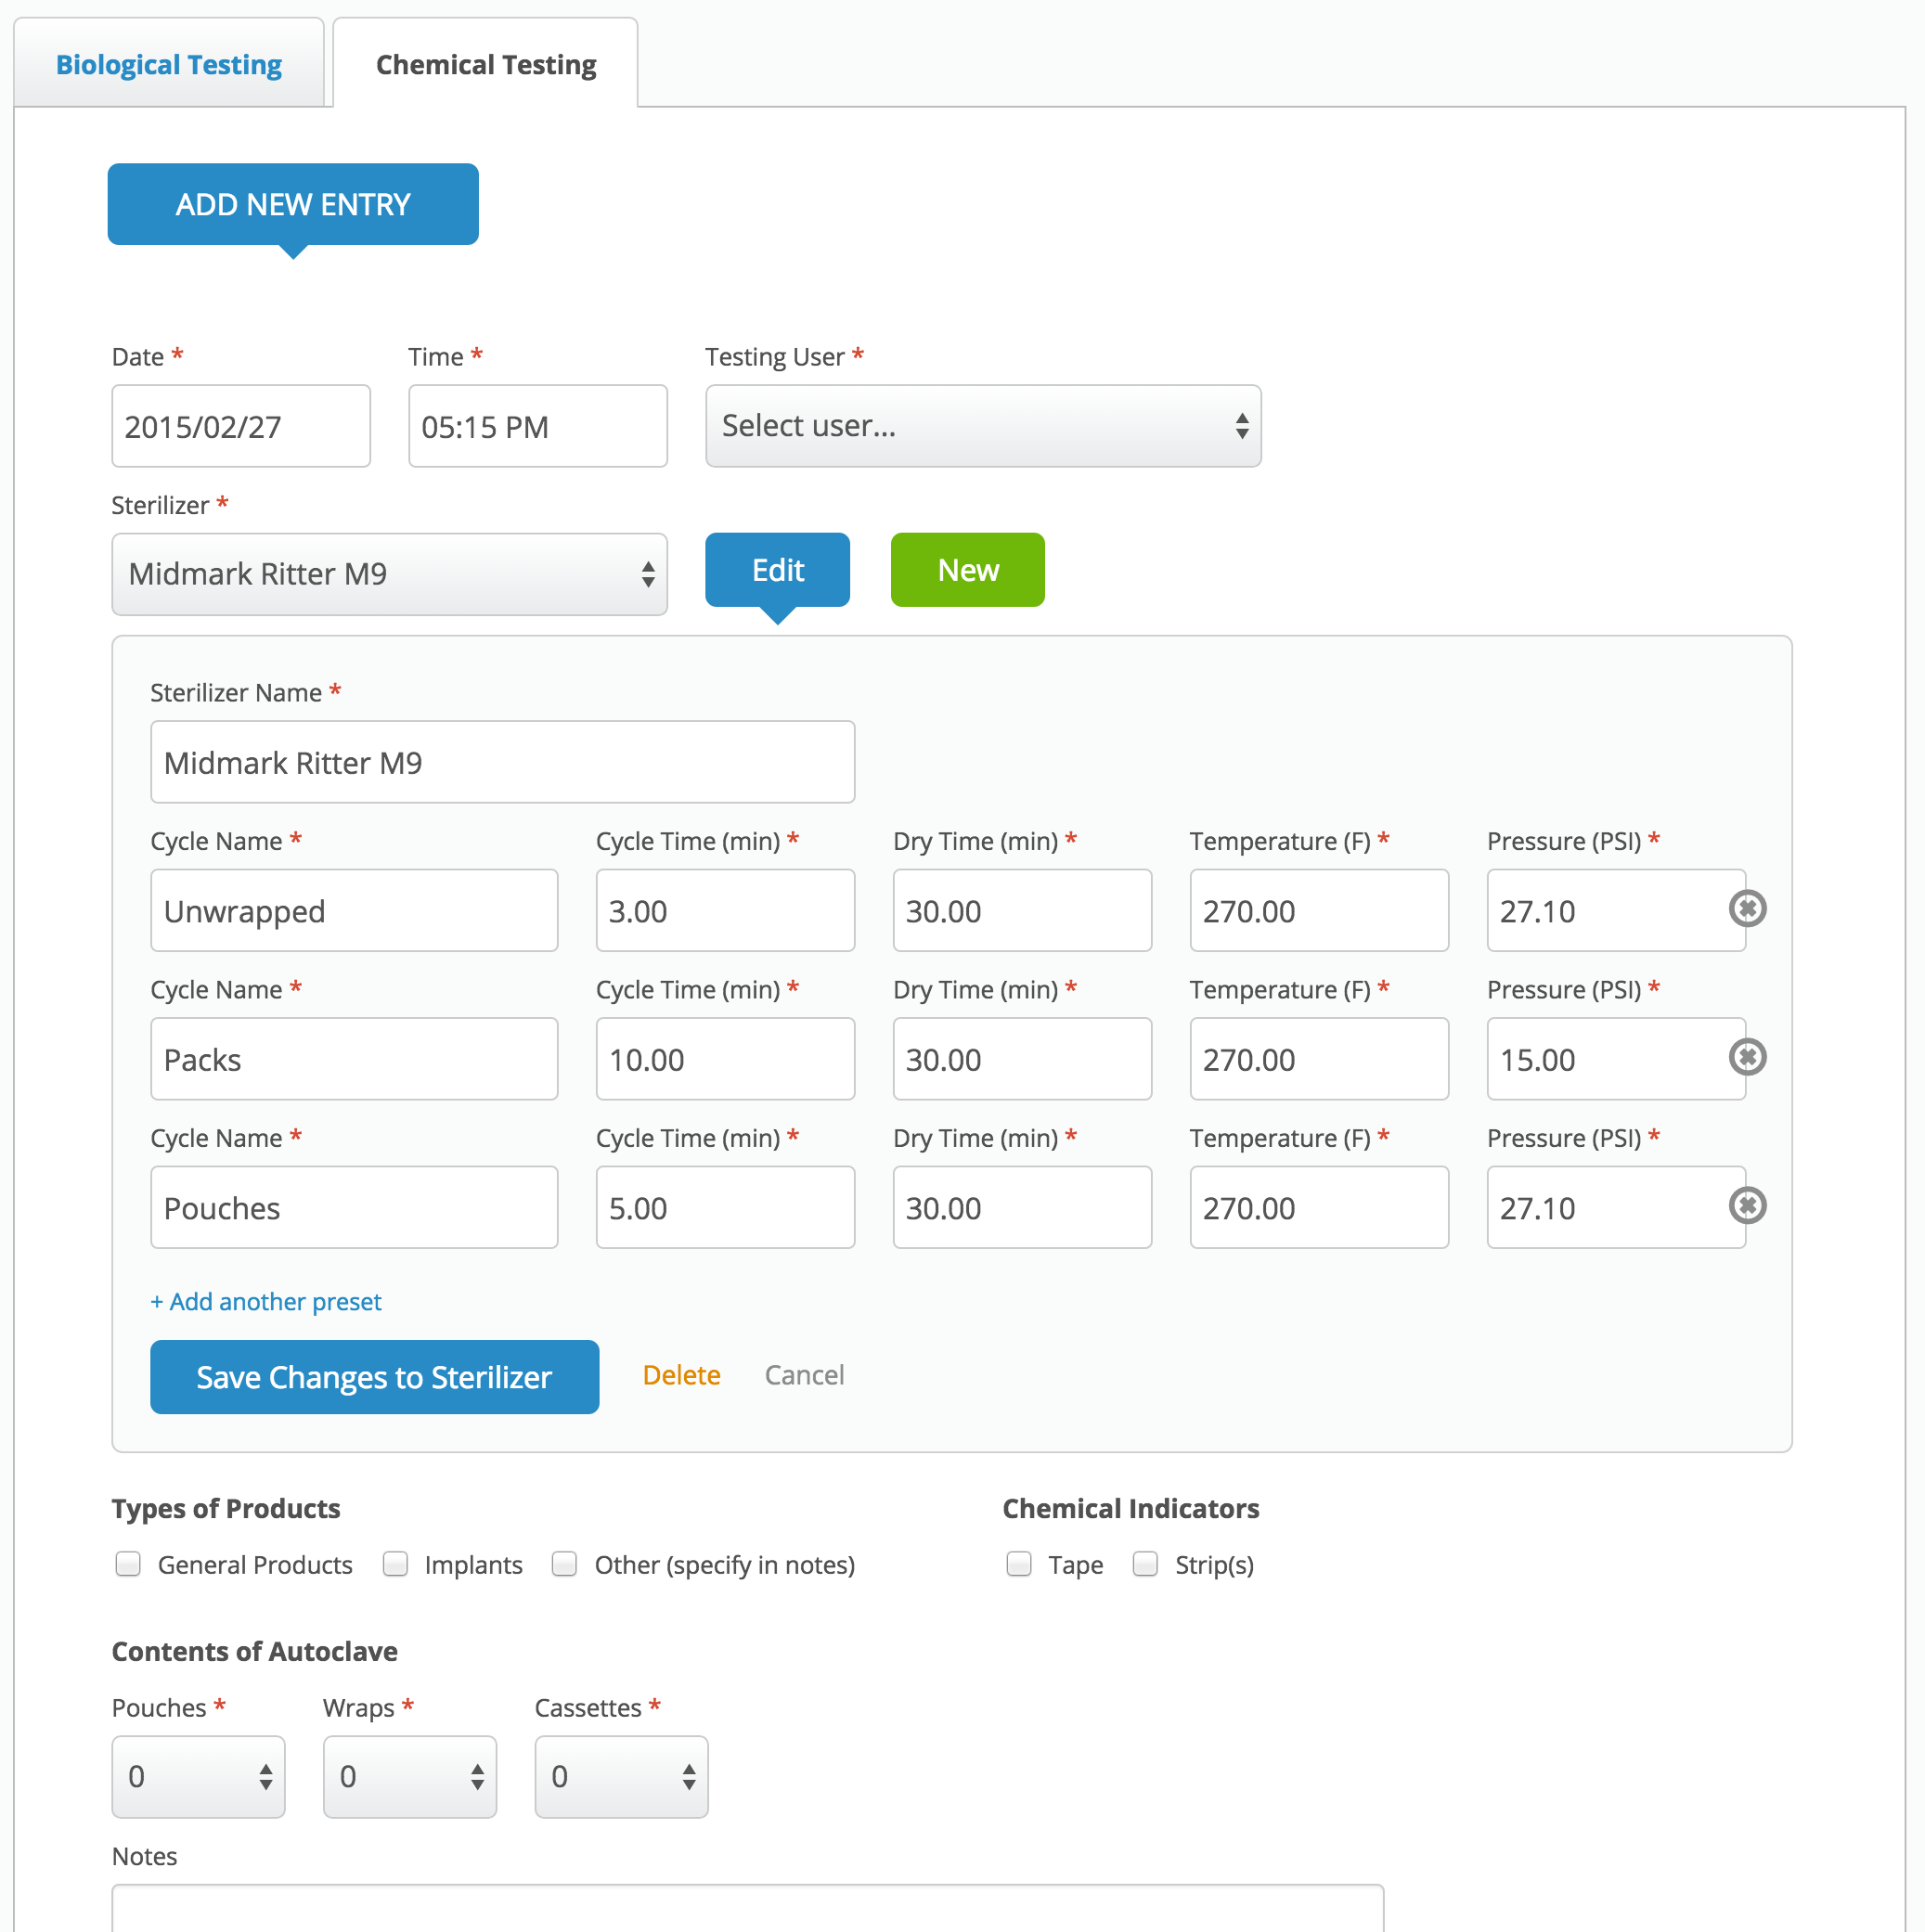 Biological Testing
Chemical Testing
ADD NEW ENTRY
Date * Time * Testing User *
2015/02/27 05:15 PM Select user...
Sterilizer *
Midmark Ritter M9 Edit New
Sterilizer Name *
Midmark Ritter M9
Cycle Name * Cycle Time (min) * Dry Time (min) * Temperature (F) * Pressure (PSI) *
Unwrapped 3.00 30.00 270.00 27.10
Cycle Name * Cycle Time (min) * Dry Time (min) * Temperature (F) * Pressure (PSI) *
Packs 10.00 30.00 270.00 15.00
Cycle Name * Cycle Time (min) * Dry Time (min) * Temperature (F) * Pressure (PSI) *
Pouches 5.00 30.00 270.00 27.10
+ Add another preset
Save Changes to Sterilizer Delete Cancel
Types of Products Chemical Indicators
General Products Implants Other (specify in notes) Tape Strip(s)
Contents of Autoclave
Pouches * Wraps * Cassettes *
0 0 0
Notes